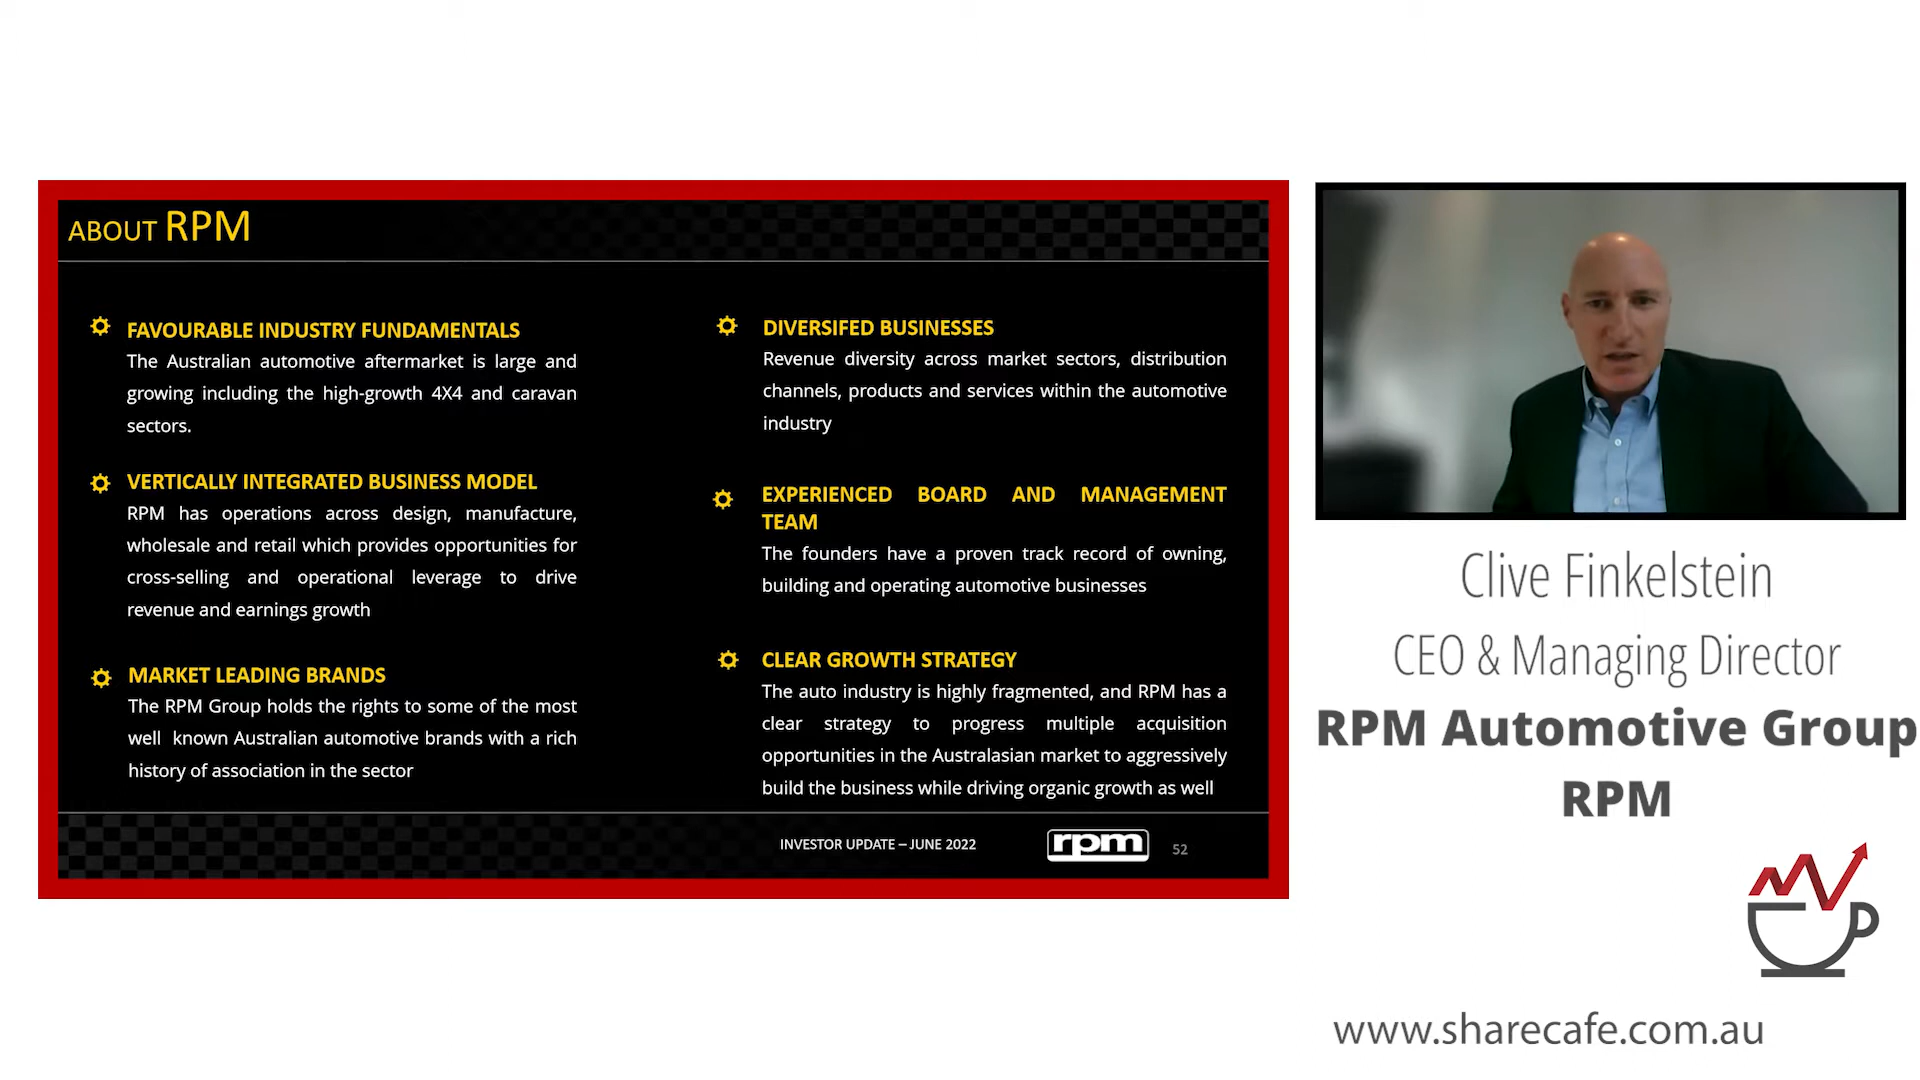 ABOUT RPM
FAVOURABLE INDUSTRY FUNDAMENTALS
The Australian automotive aftermarket is large and
growing including the high-growth 4X4 and caravan
sectors.
VERTICALLY INTEGRATED BUSINESS MODEL
RPM has operations across design, manufacture,
wholesale and retail which provides opportunities for
cross-selling and operational leverage to drive
revenue and earnings growth
MARKET LEADING BRANDS
The RPM Group holds the rights to some of the most
well known Australian automotive brands with a rich
history of association in the sector
DIVERSIFED BUSINESSES
Revenue diversity across market sectors, distribution
channels, products and services within the automotive
industry
EXPERIENCED BOARD AND MANAGEMENT
TEAM
The founders have a proven track record of owning,
building and operating automotive businesses
CLEAR GROWTH STRATEGY
The auto industry is highly fragmented, and RPM has a
clear strategy to progress multiple acquisition
opportunities in the Australasian market to aggressively
build the business while driving organic growth as well
INVESTOR UPDATE – JUNE 2022
rpm
52
Clive Finkelstein
CEO & Managing Director
RPM Automotive Group
RPM
www.sharecafe.com.au